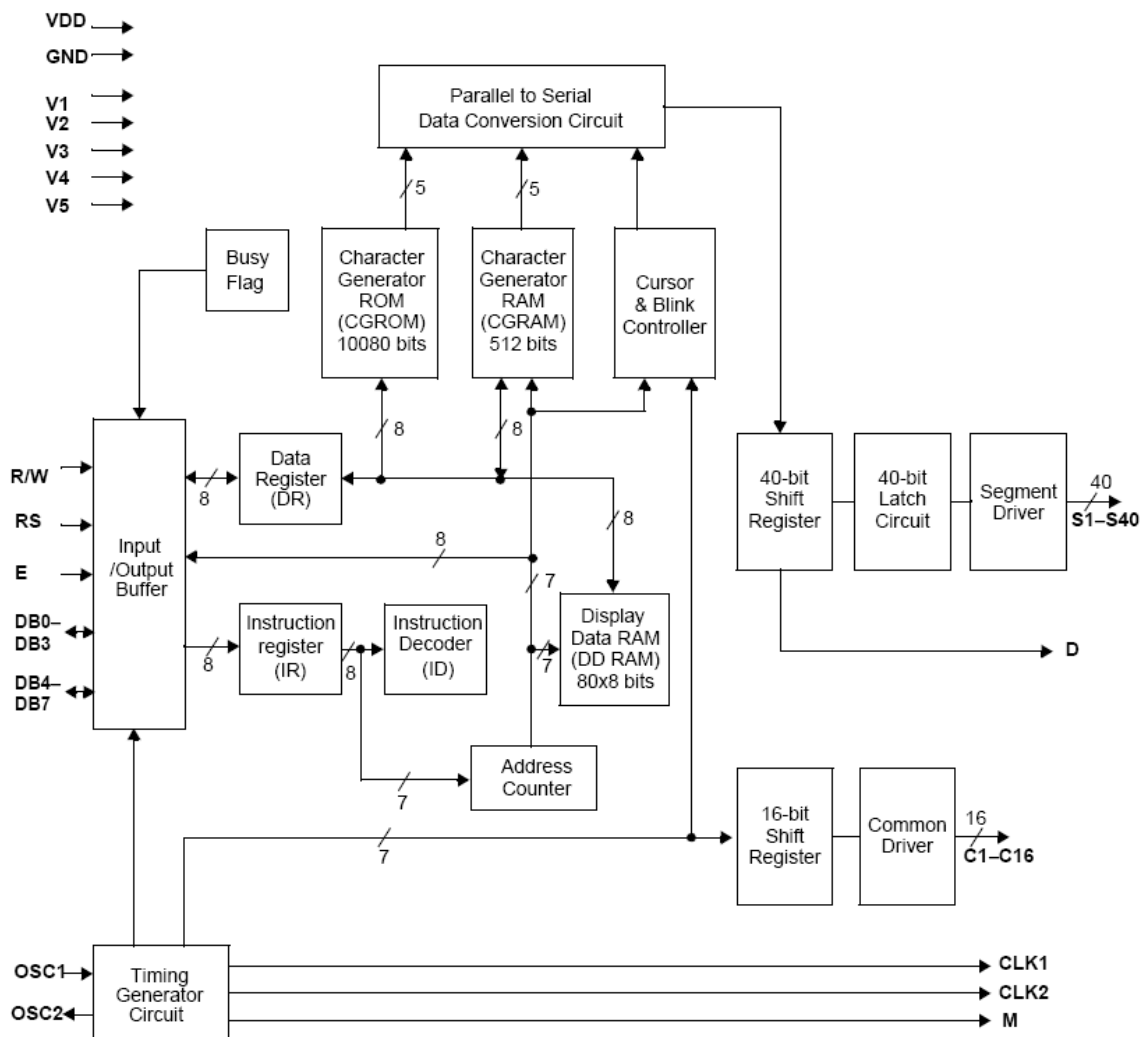 VDD
GND
V1
V2
V3
V4
V5
Parallel to Serial
Data Conversion Circuit
5
5
Busy
Flag
Character
Generator
ROM
(CGROM)
10080 bits
Character
Generator
RAM
(CGRAM)
512 bits
Cursor
& Blink
Controller
8
8
R/W
RS
E
DB0–
DB3
DB4–
DB7
Input
/Output
Buffer
8
Data
Register
(DR)
8
8
7
8
Instruction
register
(IR)
8
Instruction
Decoder
(ID)
7
Display
Data RAM
(DD RAM)
80x8 bits
7
Address
Counter
7
40-bit
Shift
Register
40-bit
Latch
Circuit
Segment
Driver
40
S1–S40
D
16-bit
Shift
Register
Common
Driver
16
C1–C16
OSC1
OSC2
Timing
Generator
Circuit
CLK1
CLK2
M